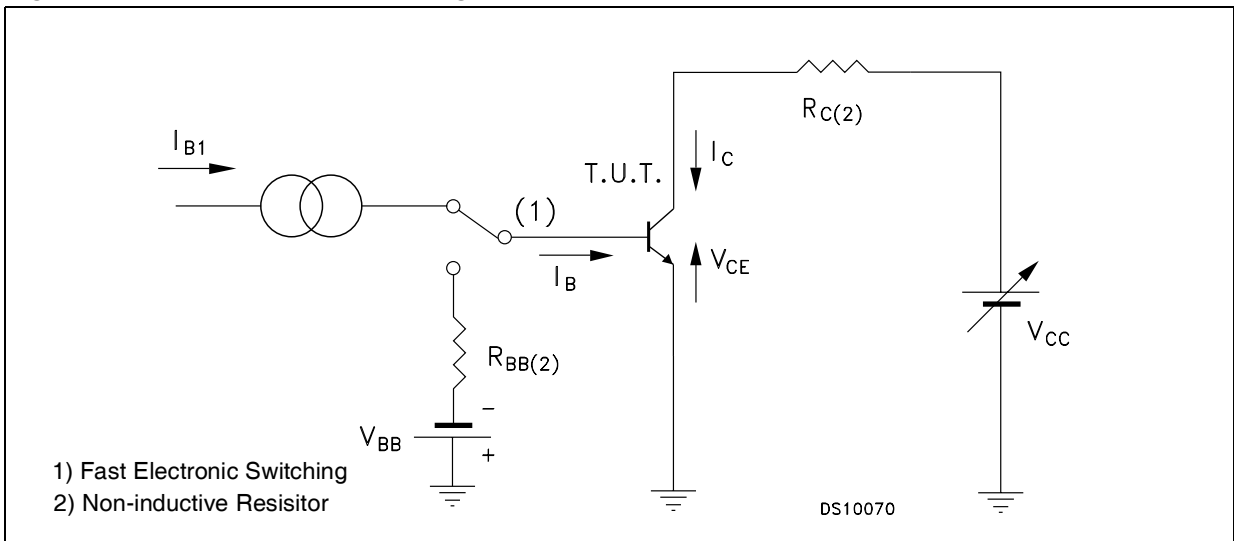 I_B1
R_C(2)
I_C
T.U.T.
(1)
V_CE
I_B
R_BB(2)
V_CC
−
V_BB
+
1) Fast Electronic Switching
2) Non-inductive Resisitor
DS10070